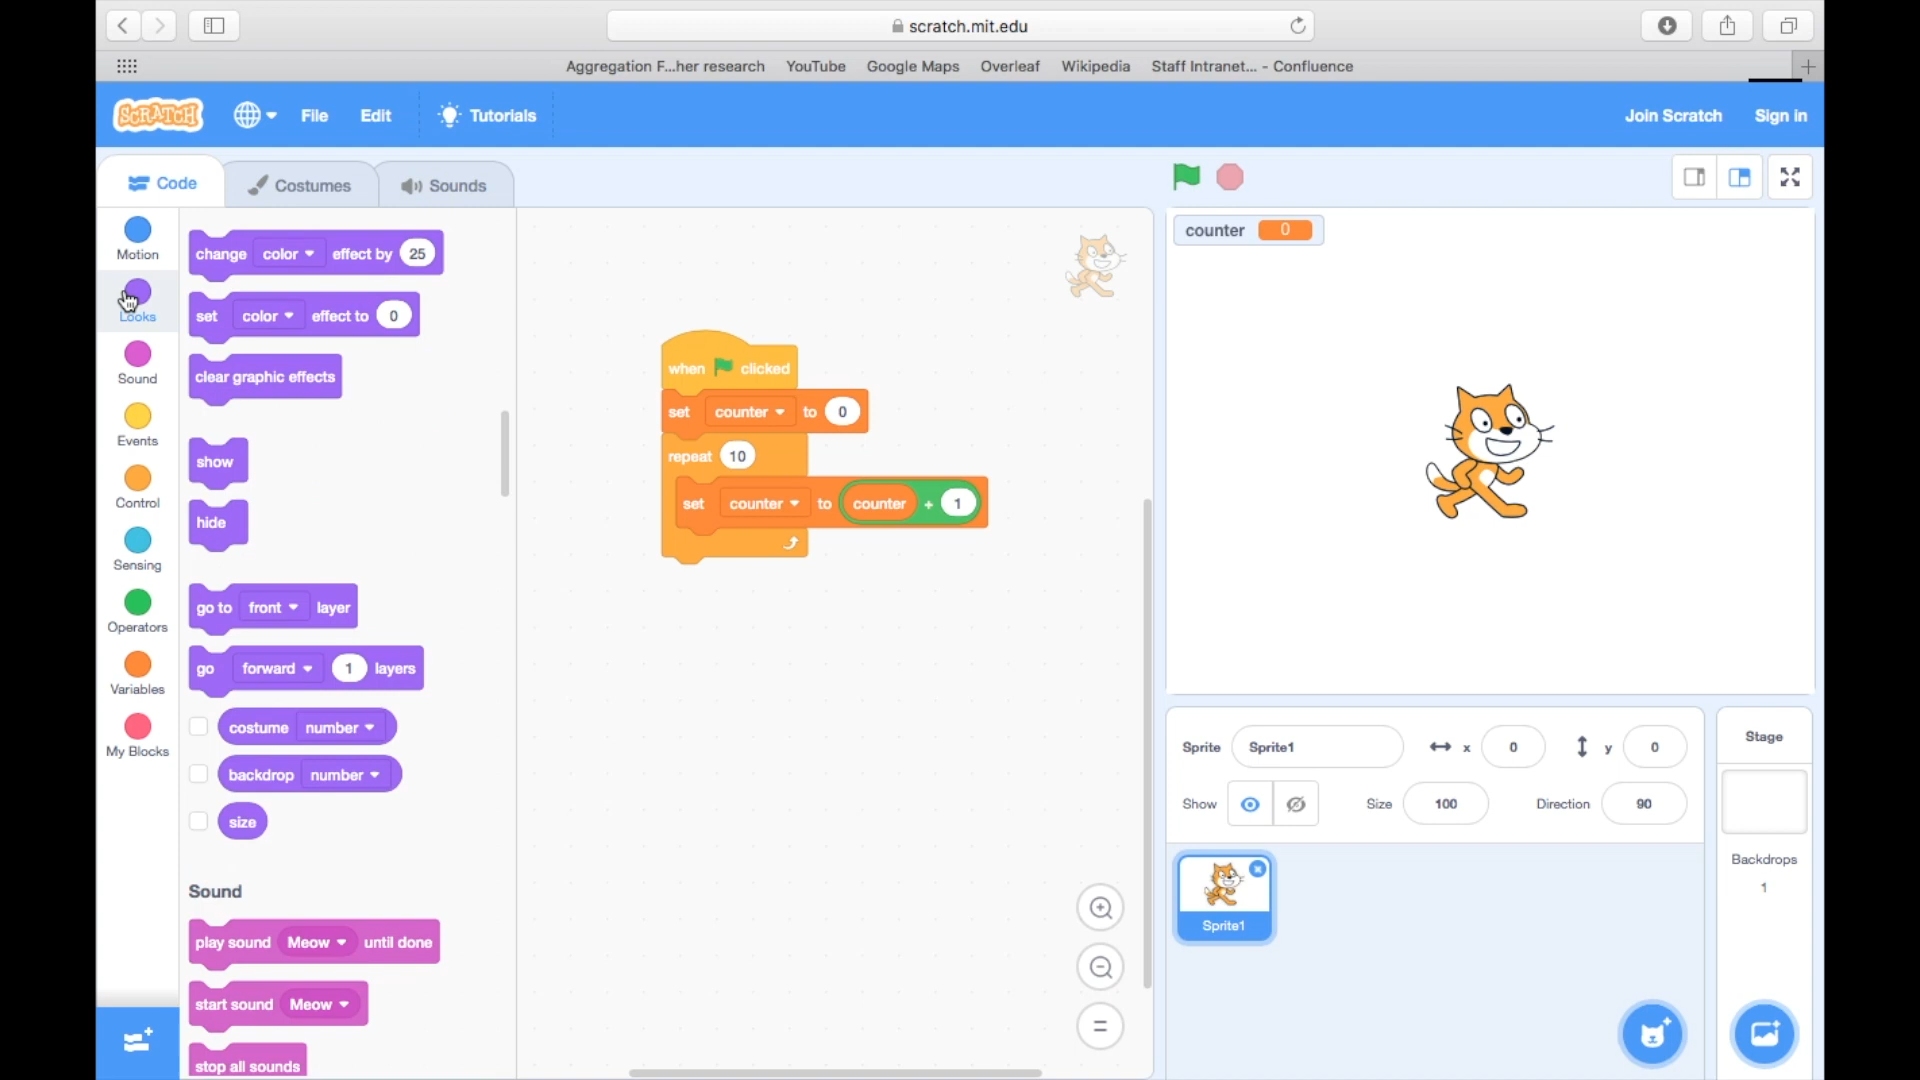 scratch.mit.edu
Aggregation F...her research YouTube Google Maps Overleaf Wikipedia Staff Intranet... - Confluence
SCRATCH File Edit Tutorials Join Scratch Sign in
Code Costumes Sounds
Motion
Looks
Sound
Events
Control
Sensing
Operators
Variables
My Blocks
change color effect by 25
set color effect to 0
clear graphic effects
show
hide
go to front layer
go forward 1 layers
costume number
backdrop number
size
Sound
play sound Meow until done
start sound Meow
stop all sounds
when clicked
set counter to 0
repeat 10
set counter to counter + 1
counter 0
Sprite Sprite1 x 0 y 0
Show Size 100 Direction 90
Sprite1
Stage
Backdrops
1